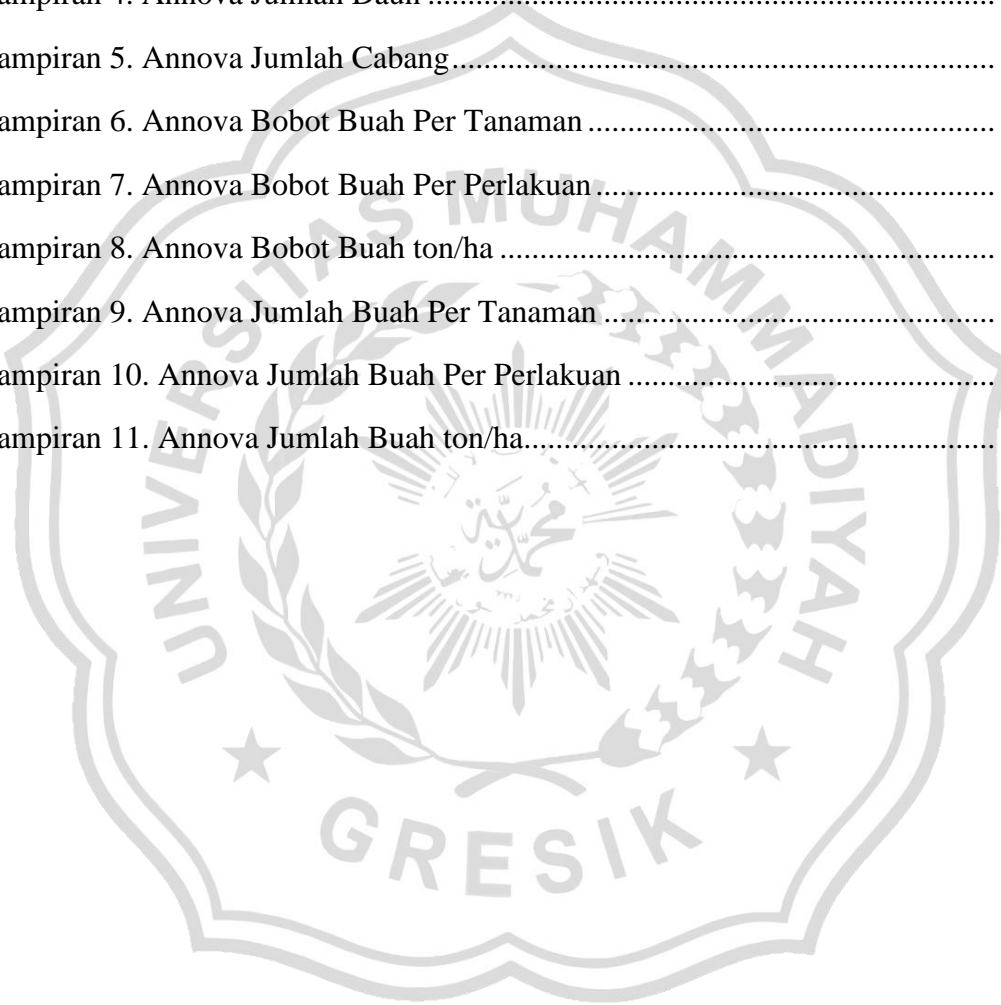 ampiran 4. Annova Jumlah Daun ......................................................................
ampiran 5. Annova Jumlah Cabang...................................................................
ampiran 6. Annova Bobot Buah Per Tanaman ..................................................
ampiran 7. Annova Bobot Buah Per Perlakuan .................................................
ampiran 8. Annova Bobot Buah ton/ha .............................................................
ampiran 9. Annova Jumlah Buah Per Tanaman ................................................
ampiran 10. Annova Jumlah Buah Per Perlakuan .............................................
ampiran 11. Annova Jumlah Buah ton/ha..........................................................
UNIVERSITAS MUHAMMADIYAH
محمد
GRESIK